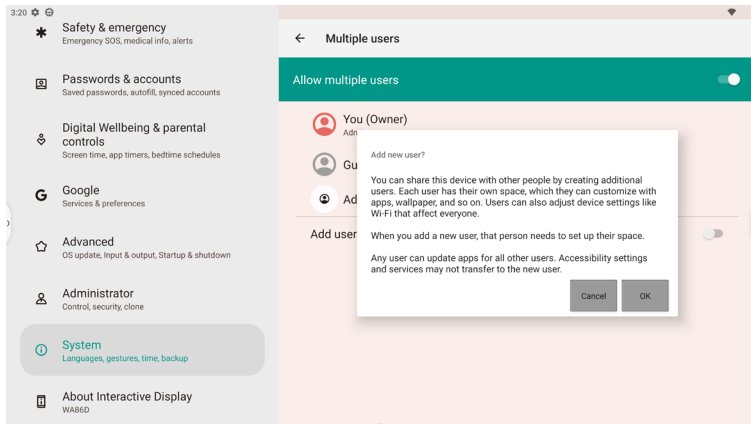 3:20
Safety & emergency
Emergency SOS, medical info, alerts
Passwords & accounts
Saved passwords, autofill, synced accounts
Digital Wellbeing & parental
controls
Screen time, app timers, bedtime schedules
Google
Services & preferences
Advanced
OS update, Input & output, Startup & shutdown
Administrator
Control, security, clone
System
Languages, gestures, time, backup
About Interactive Display
WA86D
Multiple users
Allow multiple users
You (Owner)
Adn
Gu
Ad
Add user
Add new user?
You can share this device with other people by creating additional
users. Each user has their own space, which they can customize with
apps, wallpaper, and so on. Users can also adjust device settings like
Wi-Fi that affect everyone.
When you add a new user, that person needs to set up their space.
Any user can update apps for all other users. Accessibility settings
and services may not transfer to the new user.
Cancel
OK